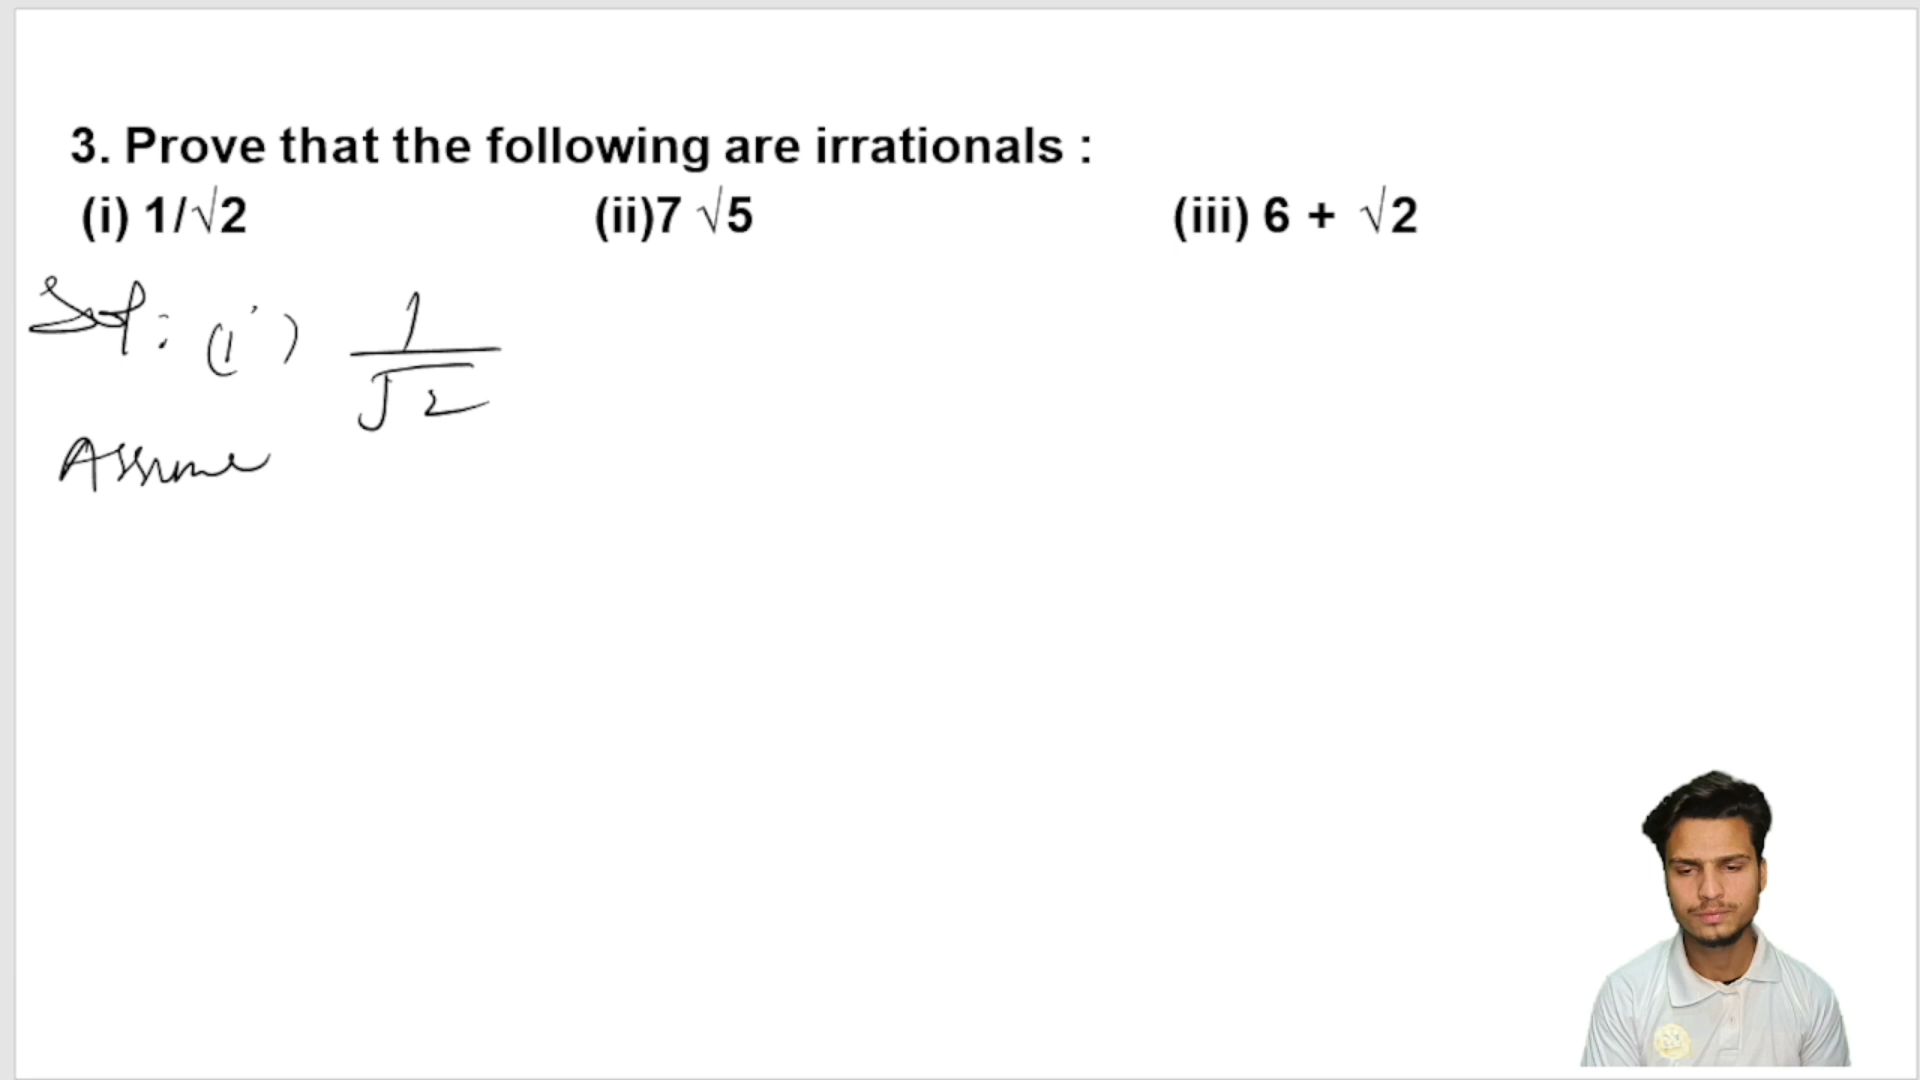 3. Prove that the following are irrationals :
(i) 1/√2 (ii)7 √5 (iii) 6 + √2
Sol : (i) 1/√2
Assume